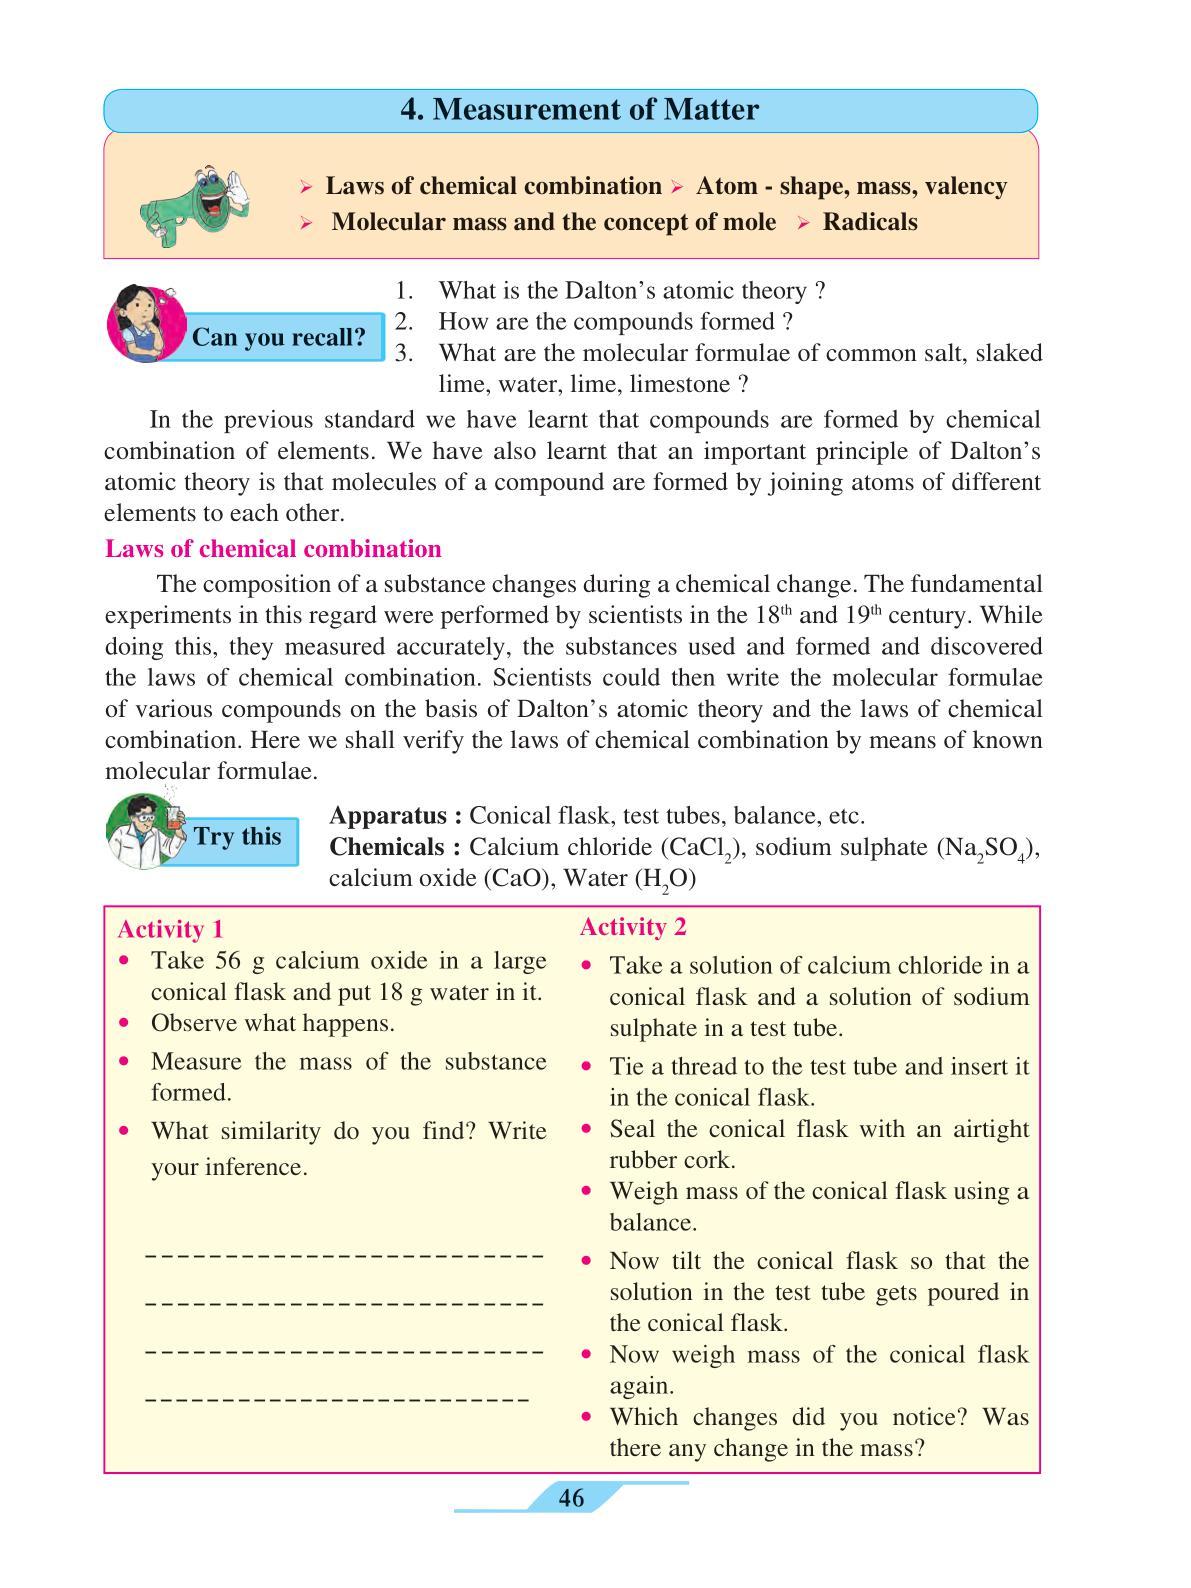 4. Measurement of Matter
➢ Laws of chemical combination ➢ Atom - shape, mass, valency
➢ Molecular mass and the concept of mole ➢ Radicals
Can you recall?
1. What is the Dalton’s atomic theory ?
2. How are the compounds formed ?
3. What are the molecular formulae of common salt, slaked
lime, water, lime, limestone ?
In the previous standard we have learnt that compounds are formed by chemical
combination of elements. We have also learnt that an important principle of Dalton’s
atomic theory is that molecules of a compound are formed by joining atoms of different
elements to each other.
Laws of chemical combination
The composition of a substance changes during a chemical change. The fundamental
experiments in this regard were performed by scientists in the 18th and 19th century. While
doing this, they measured accurately, the substances used and formed and discovered
the laws of chemical combination. Scientists could then write the molecular formulae
of various compounds on the basis of Dalton’s atomic theory and the laws of chemical
combination. Here we shall verify the laws of chemical combination by means of known
molecular formulae.
Try this
Apparatus : Conical flask, test tubes, balance, etc.
Chemicals : Calcium chloride (CaCl2), sodium sulphate (Na2SO4),
calcium oxide (CaO), Water (H2O)
Activity 1
• Take 56 g calcium oxide in a large
conical flask and put 18 g water in it.
• Observe what happens.
• Measure the mass of the substance
formed.
• What similarity do you find? Write
your inference.
Activity 2
• Take a solution of calcium chloride in a
conical flask and a solution of sodium
sulphate in a test tube.
• Tie a thread to the test tube and insert it
in the conical flask.
• Seal the conical flask with an airtight
rubber cork.
• Weigh mass of the conical flask using a
balance.
• Now tilt the conical flask so that the
solution in the test tube gets poured in
the conical flask.
• Now weigh mass of the conical flask
again.
• Which changes did you notice? Was
there any change in the mass?
46